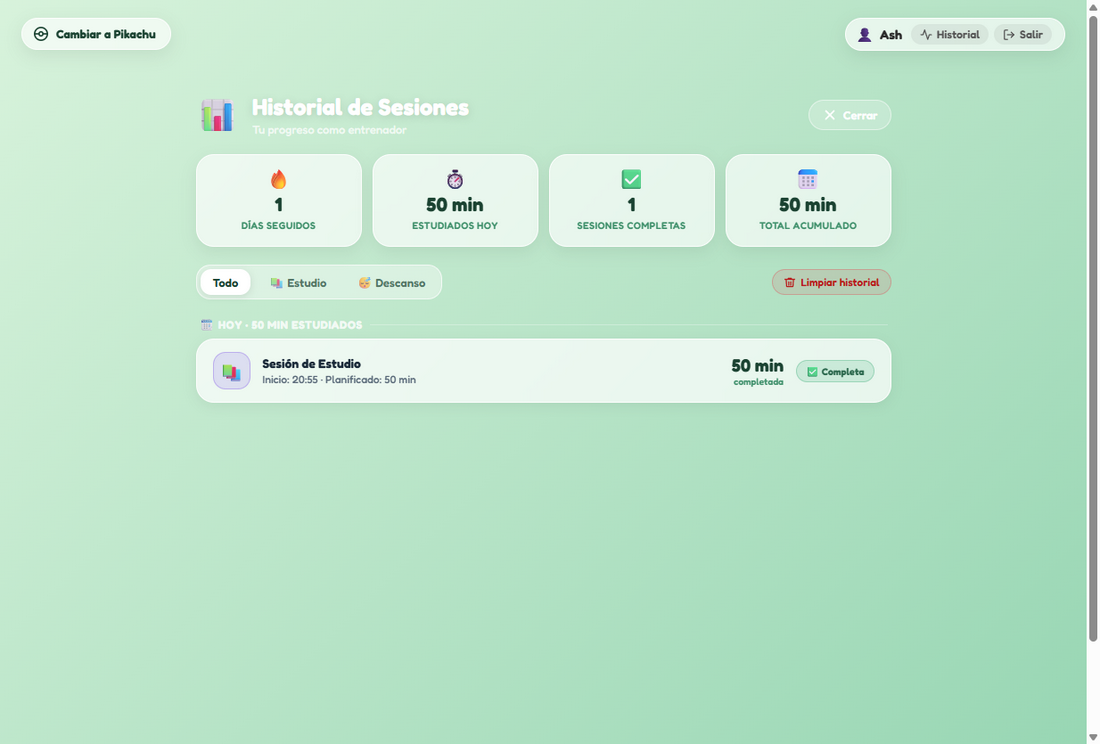 Cambiar a Pikachu
Ash
Historial
Salir
Historial de Sesiones
Tu progreso como entrenador
Cerrar
1
DÍAS SEGUIDOS
50 min
ESTUDIADOS HOY
1
SESIONES COMPLETAS
50 min
TOTAL ACUMULADO
Todo
Estudio
Descanso
Limpiar historial
HOY · 50 MIN ESTUDIADOS
Sesión de Estudio
Inicio: 20:55 · Planificado: 50 min
50 min
completada
Completa